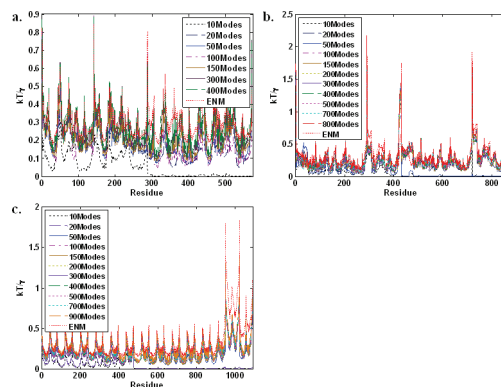 a.
0.9
0.8
0.7
0.6
0.5
0.4
0.3
0.2
0.1
0
kT/γ
0 100 200 300 400 500
Residue
10Modes
20Modes
50Modes
100Modes
150Modes
300Modes
400Modes
ENM
b.
2.5
2
1.5
1
0.5
0
kT/γ
0 200 400 600 800
Residue
10Modes
20Modes
50Modes
100Modes
150Modes
200Modes
300Modes
400Modes
500Modes
700Modes
800Modes
ENM
c.
2
1.5
1
0.5
0
kT/γ
0 200 400 600 800 1000
Residue
10Modes
20Modes
50Modes
100Modes
150Modes
200Modes
300Modes
400Modes
500Modes
700Modes
900Modes
ENM